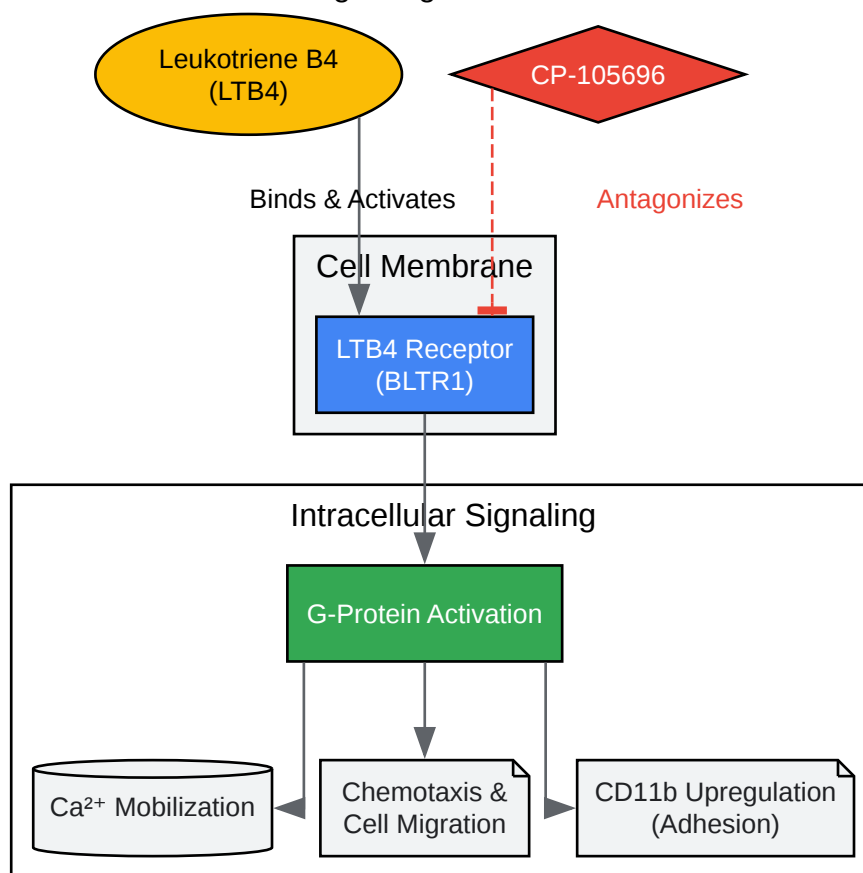 Leukotriene B4
(LTB4)
CP-105696
Binds & Activates
Antagonizes
Cell Membrane
LTB4 Receptor
(BLTR1)
Intracellular Signaling
G-Protein Activation
Ca²⁺ Mobilization
Chemotaxis &
Cell Migration
CD11b Upregulation
(Adhesion)